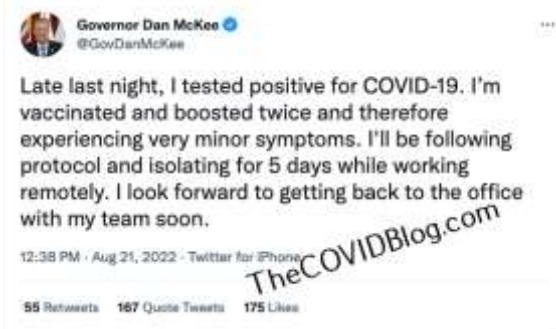 Governor Dan McKee
@GovDanMcKee
Late last night, I tested positive for COVID-19. I'm
vaccinated and boosted twice and therefore
experiencing very minor symptoms. I'll be following
protocol and isolating for 5 days while working
remotely. I look forward to getting back to the office
with my team soon.
12:38 PM · Aug 21, 2022 · Twitter for iPhone
TheCOVIDBlog.com
55 Retweets 167 Quote Tweets 175 Likes